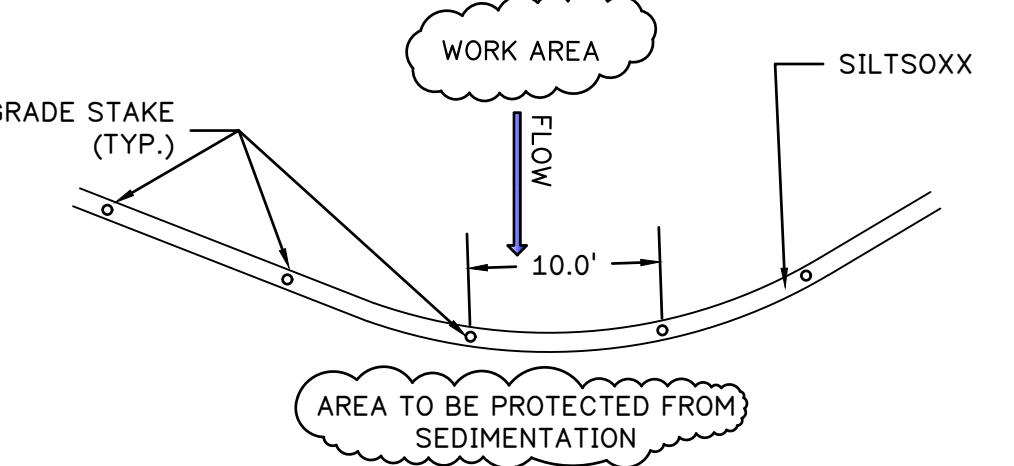 WORK AREA
SILTSOXX
GRADE STAKE
(TYP.)
FLOW
10.0'
AREA TO BE PROTECTED FROM
SEDIMENTATION